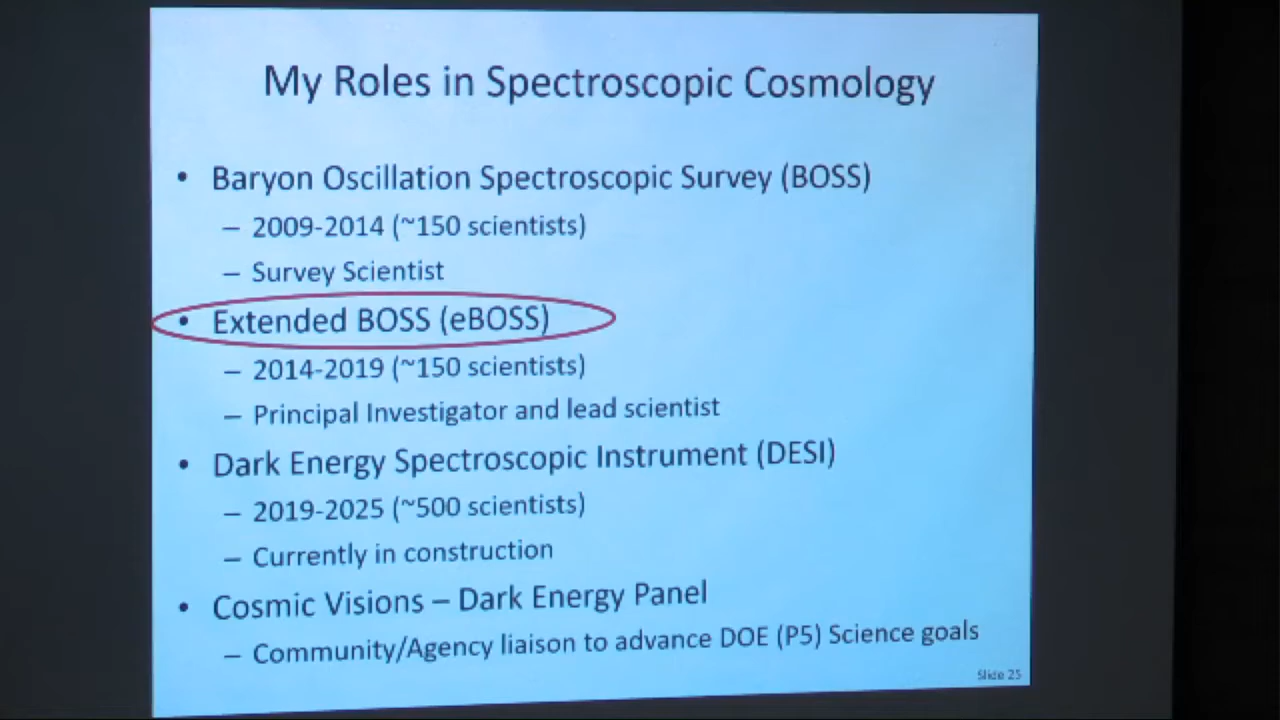 My Roles in Spectroscopic Cosmology
• Baryon Oscillation Spectroscopic Survey (BOSS)
– 2009-2014 (~150 scientists)
– Survey Scientist
• Extended BOSS (eBOSS)
– 2014-2019 (~150 scientists)
– Principal Investigator and lead scientist
• Dark Energy Spectroscopic Instrument (DESI)
– 2019-2025 (~500 scientists)
– Currently in construction
• Cosmic Visions – Dark Energy Panel
– Community/Agency liaison to advance DOE (P5) Science goals
Slide 25